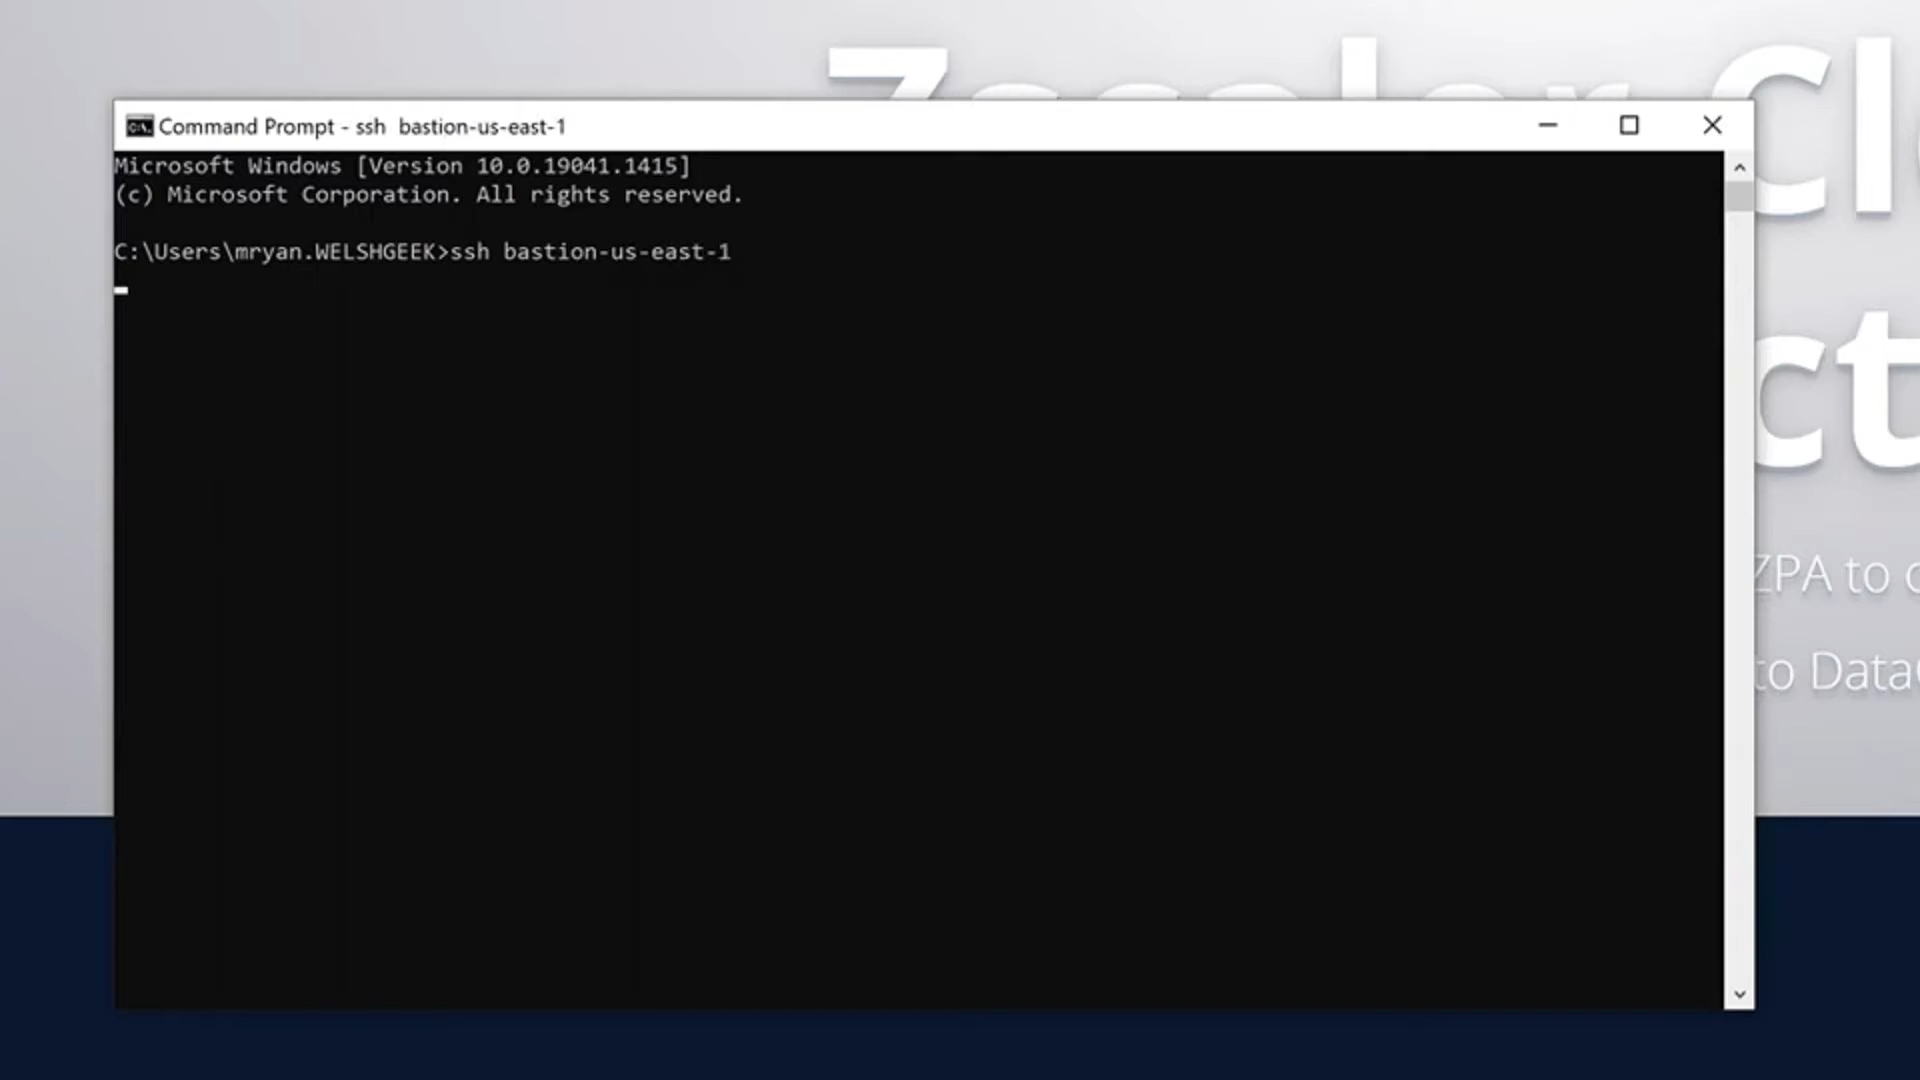 Command Prompt - ssh  bastion-us-east-1
Microsoft Windows [Version 10.0.19041.1415]
(c) Microsoft Corporation. All rights reserved.
C:\Users\mryan.WELSHGEEK>ssh bastion-us-east-1
ZPA to
to